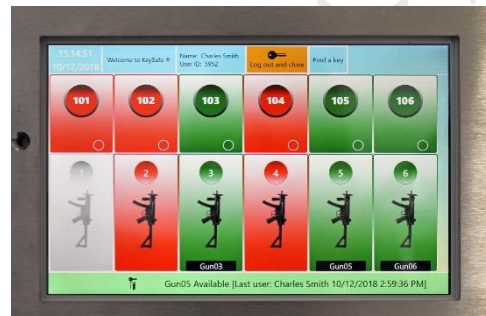 15:14:51
10/12/2018
Welcome to KeySafe ®
Name: Charles Smith
User ID: 5952
Log out and close
Find a key
101
102
103
104
105
106
1
2
3
4
5
6
Gun03
Gun05
Gun06
Gun05 Available [Last user: Charles Smith 10/12/2018 2:59:36 PM]